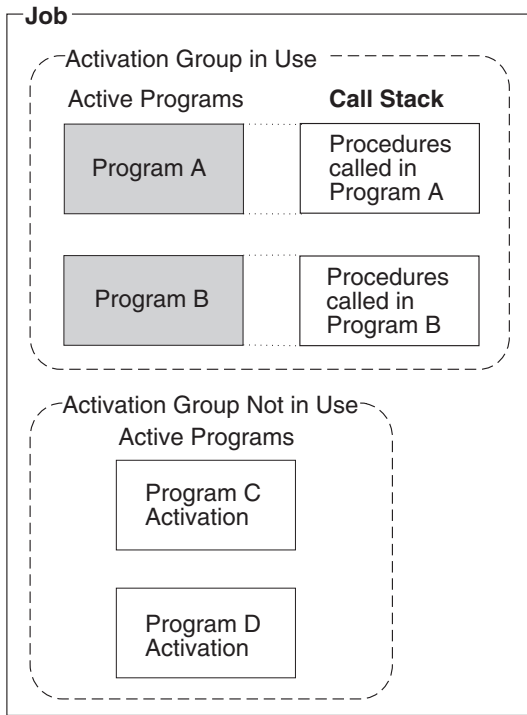 Job
Activation Group in Use
Active Programs
Call Stack
Program A
Procedures
called in
Program A
Program B
Procedures
called in
Program B
Activation Group Not in Use
Active Programs
Program C
Activation
Program D
Activation